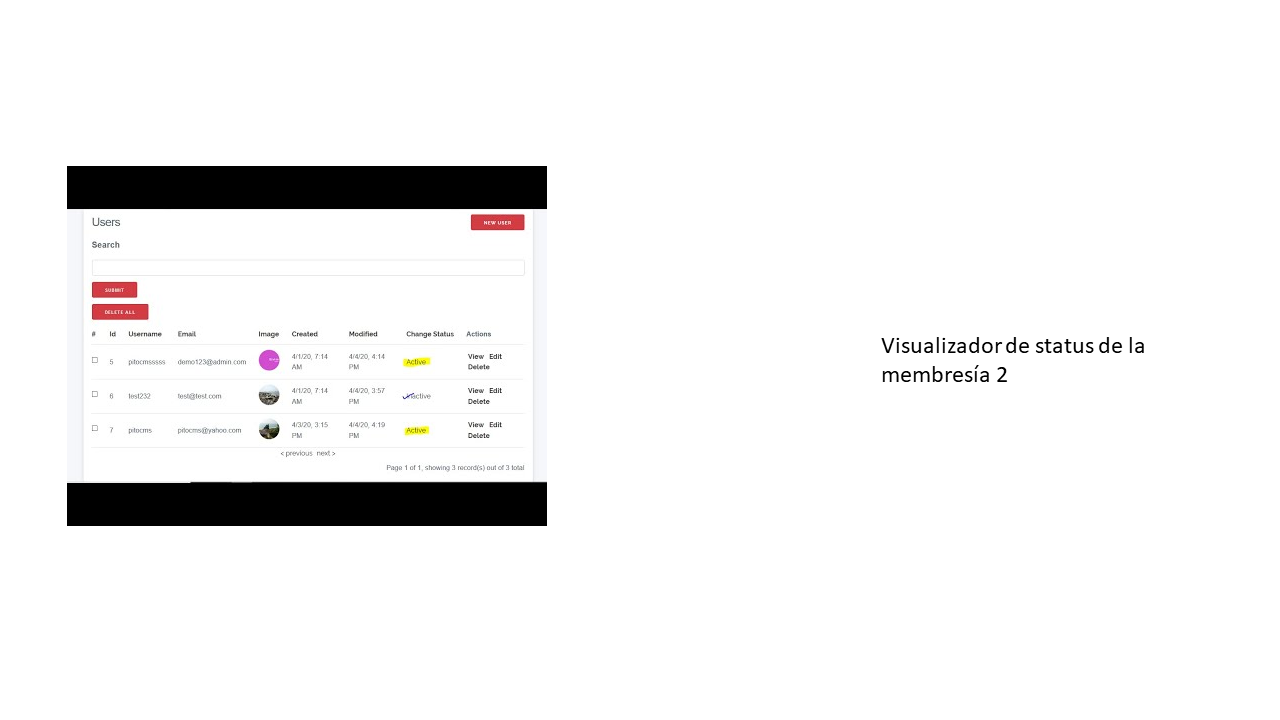 Users
NEW USER
Search
SUBMIT
DELETE ALL
# Id Username Email Image Created Modified Change Status Actions
5 pitocmsssss demo123@admin.com 4/1/20, 7:14 4/4/20, 4:14 Active View Edit
AM PM Delete
6 test232 test@test.com 4/1/20, 7:14 4/4/20, 3:57 Inactive View Edit
AM PM Delete
7 pitocms pitocms@yahoo.com 4/3/20, 3:15 4/4/20, 4:19 Active View Edit
PM PM Delete
< previous next >
Page 1 of 1, showing 3 record(s) out of 3 total
Visualizador de status de la
membresía 2